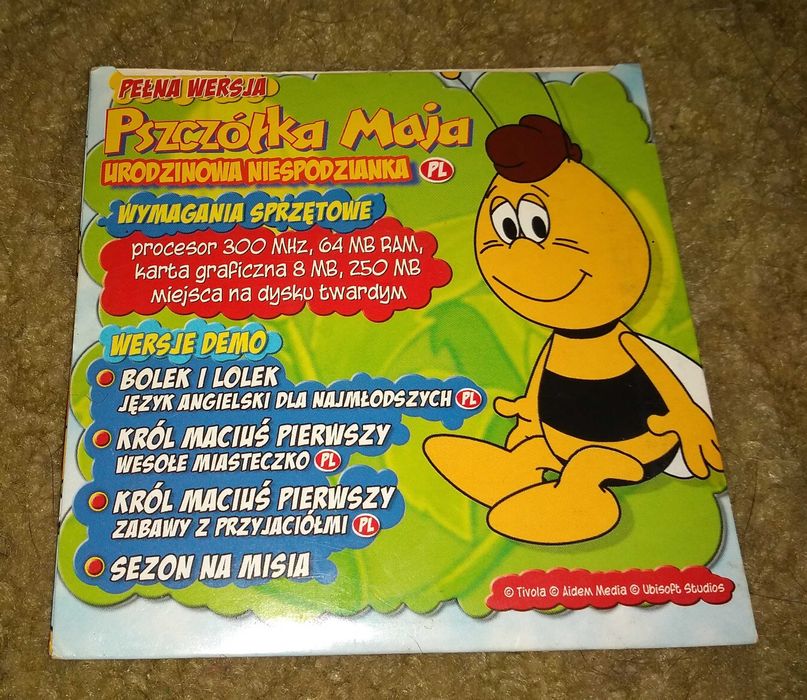 PEŁNA WERSJA
Pszczółka Maja
URODZINOWA NIESPODZIANKA PL
WYMAGANIA SPRZĘTOWE
procesor 300 MHz, 64 MB RAM,
karta graficzna 8 MB, 250 MB
miejsca na dysku twardym
WERSJE DEMO
BOLEK I LOLEK
JĘZYK ANGIELSKI DLA NAJMŁODSZYCH PL
KRÓL MACIUŚ PIERWSZY
WESOŁE MIASTECZKO PL
KRÓL MACIUŚ PIERWSZY
ZABAWY Z PRZYJACIÓŁMI PL
SEZON NA MISIA
© Tivola © Aidem Media © Ubisoft Studios